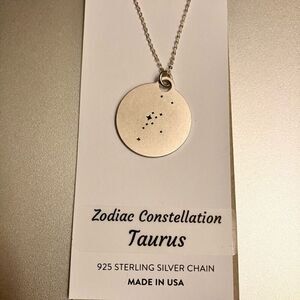 Zodiac Constellation
Taurus
925 STERLING SILVER CHAIN
MADE IN USA